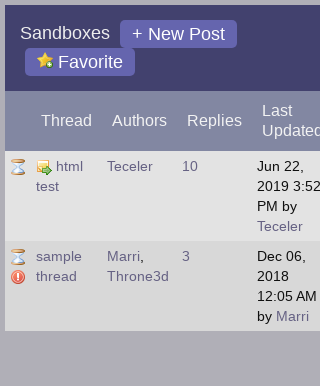 Sandboxes + New Post
Favorite
Thread Authors Replies Last
Updated
html Teceler 10 Jun 22,
test 2019 3:52
PM by
Teceler
sample Marri, 3 Dec 06,
thread Throne3d 2018
12:05 AM
by Marri